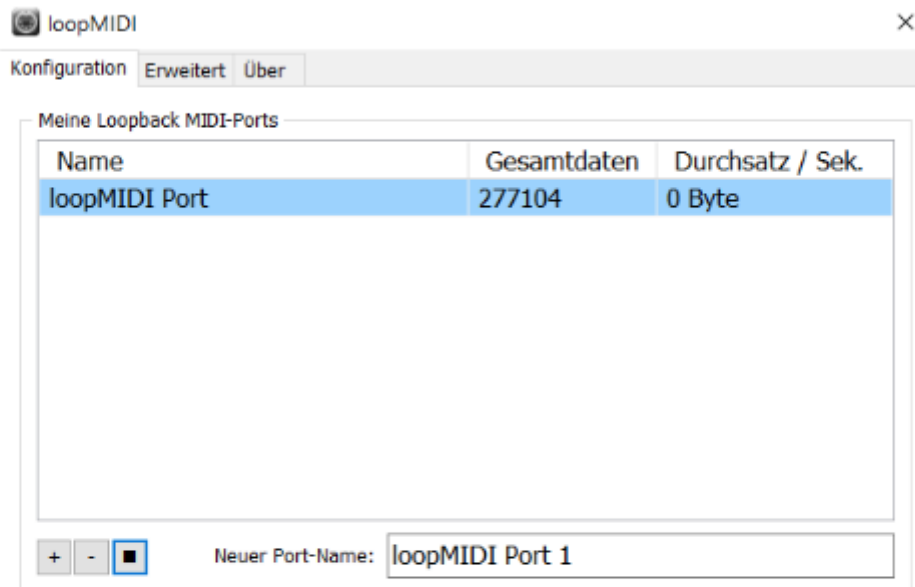 loopMIDI
Konfiguration Erweitert Über
Meine Loopback MIDI-Ports
Name Gesamtdaten Durchsatz / Sek.
loopMIDI Port 277104 0 Byte
+ - ■ Neuer Port-Name: loopMIDI Port 1